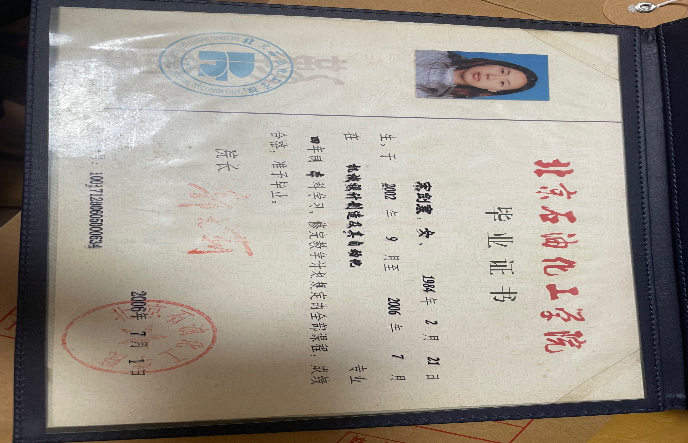 北京石油化工学院
毕业证书
1984年2月21日
生,于2002年9月至2006年7月
在机械设计制造及其自动化专业
四年制本科学习,修完教学计划规定的全部课程,成绩
合格,准予毕业。
院长
2006年7月1日